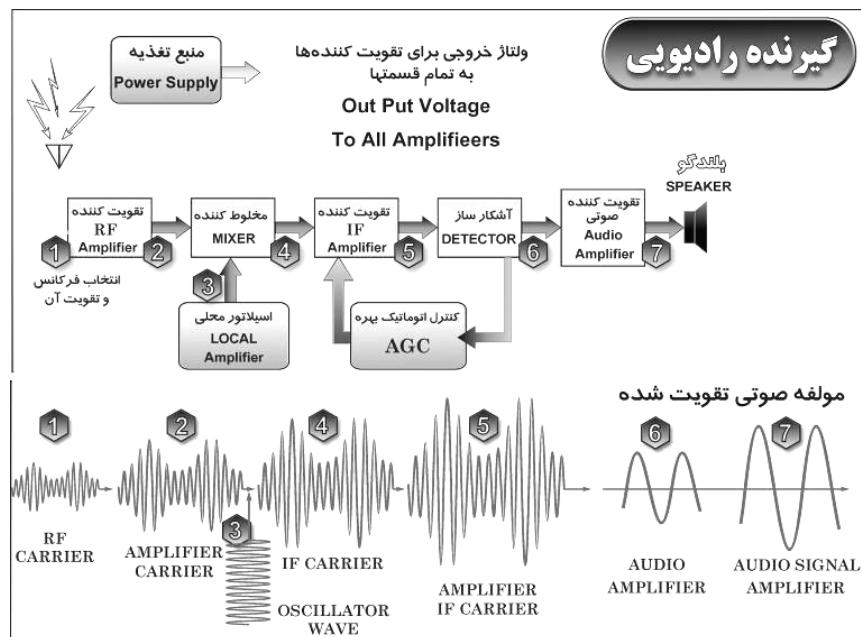 گیرنده رادیویی
منبع تغذیه
Power Supply
ولتاژ خروجی برای تقویت کننده‌ها
به تمام قسمتها
Out Put Voltage
To All Amplifieers
بلندگو
SPEAKER
تقویت کننده
RF
Amplifier
مخلوط کننده
MIXER
تقویت کننده
IF
Amplifier
آشکار ساز
DETECTOR
تقویت کننده
صوتی
Audio
Amplifier
1
2
3
4
5
6
7
انتخاب فرکانس
و تقویت آن
اسیلاتور محلی
LOCAL
Amplifier
کنترل اتوماتیک بهره
AGC
مولفه صوتی تقویت شده
1
2
3
4
5
6
7
RF
CARRIER
AMPLIFIER
CARRIER
OSCILLATOR
WAVE
IF CARRIER
AMPLIFIER
IF CARRIER
AUDIO
AMPLIFIER
AUDIO SIGNAL
AMPLIFIER